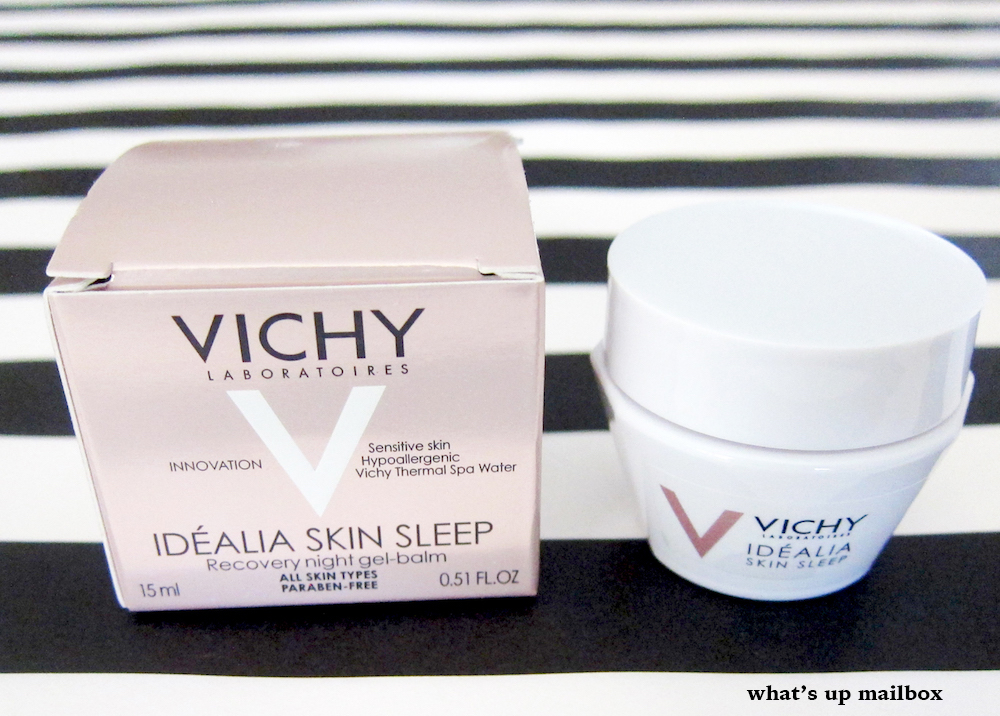 VICHY
LABORATOIRES
INNOVATION
Sensitive skin
Hypoallergenic
Vichy Thermal Spa Water
IDÉALIA SKIN SLEEP
Recovery night gel-balm
ALL SKIN TYPES
PARABEN-FREE
15 ml
0.51 FL.OZ
V VICHY
LABORATOIRES
IDÉALIA
SKIN SLEEP
what's up mailbox